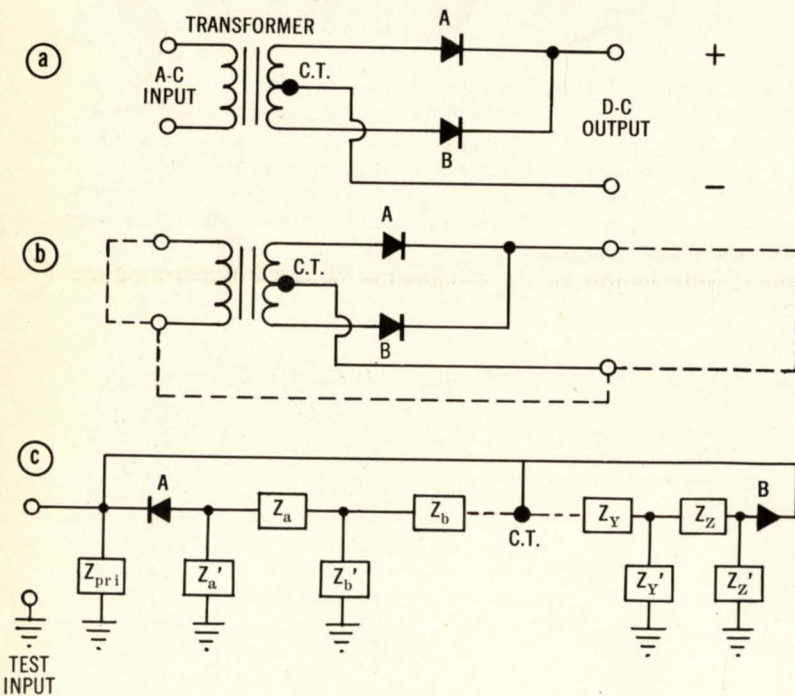 TRANSFORMER
A
a
A-C
INPUT
C.T.
+
D-C
OUTPUT
B
−
A
b
C.T.
B
c
A
B
Za
Zb
C.T.
ZY
ZZ
Zpri
Za'
Zb'
ZY'
ZZ'
TEST
INPUT